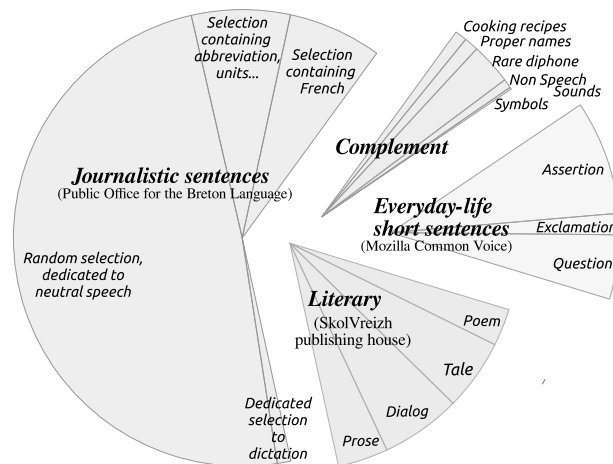 Selection
containing
abbreviation,
units...
Selection
containing
French
Journalistic sentences
(Public Office for the Breton Language)
Random selection,
dedicated to
neutral speech
Dedicated
selection
to
dictation
Cooking recipes
Proper names
Rare diphone
Non Speech
Sounds
Symbols
Complement
Assertion
Everyday-life
short sentences
(Mozilla Common Voice)
Exclamation
Question
Literary
(SkolVreizh
publishing house)
Poem
Tale
Dialog
Prose